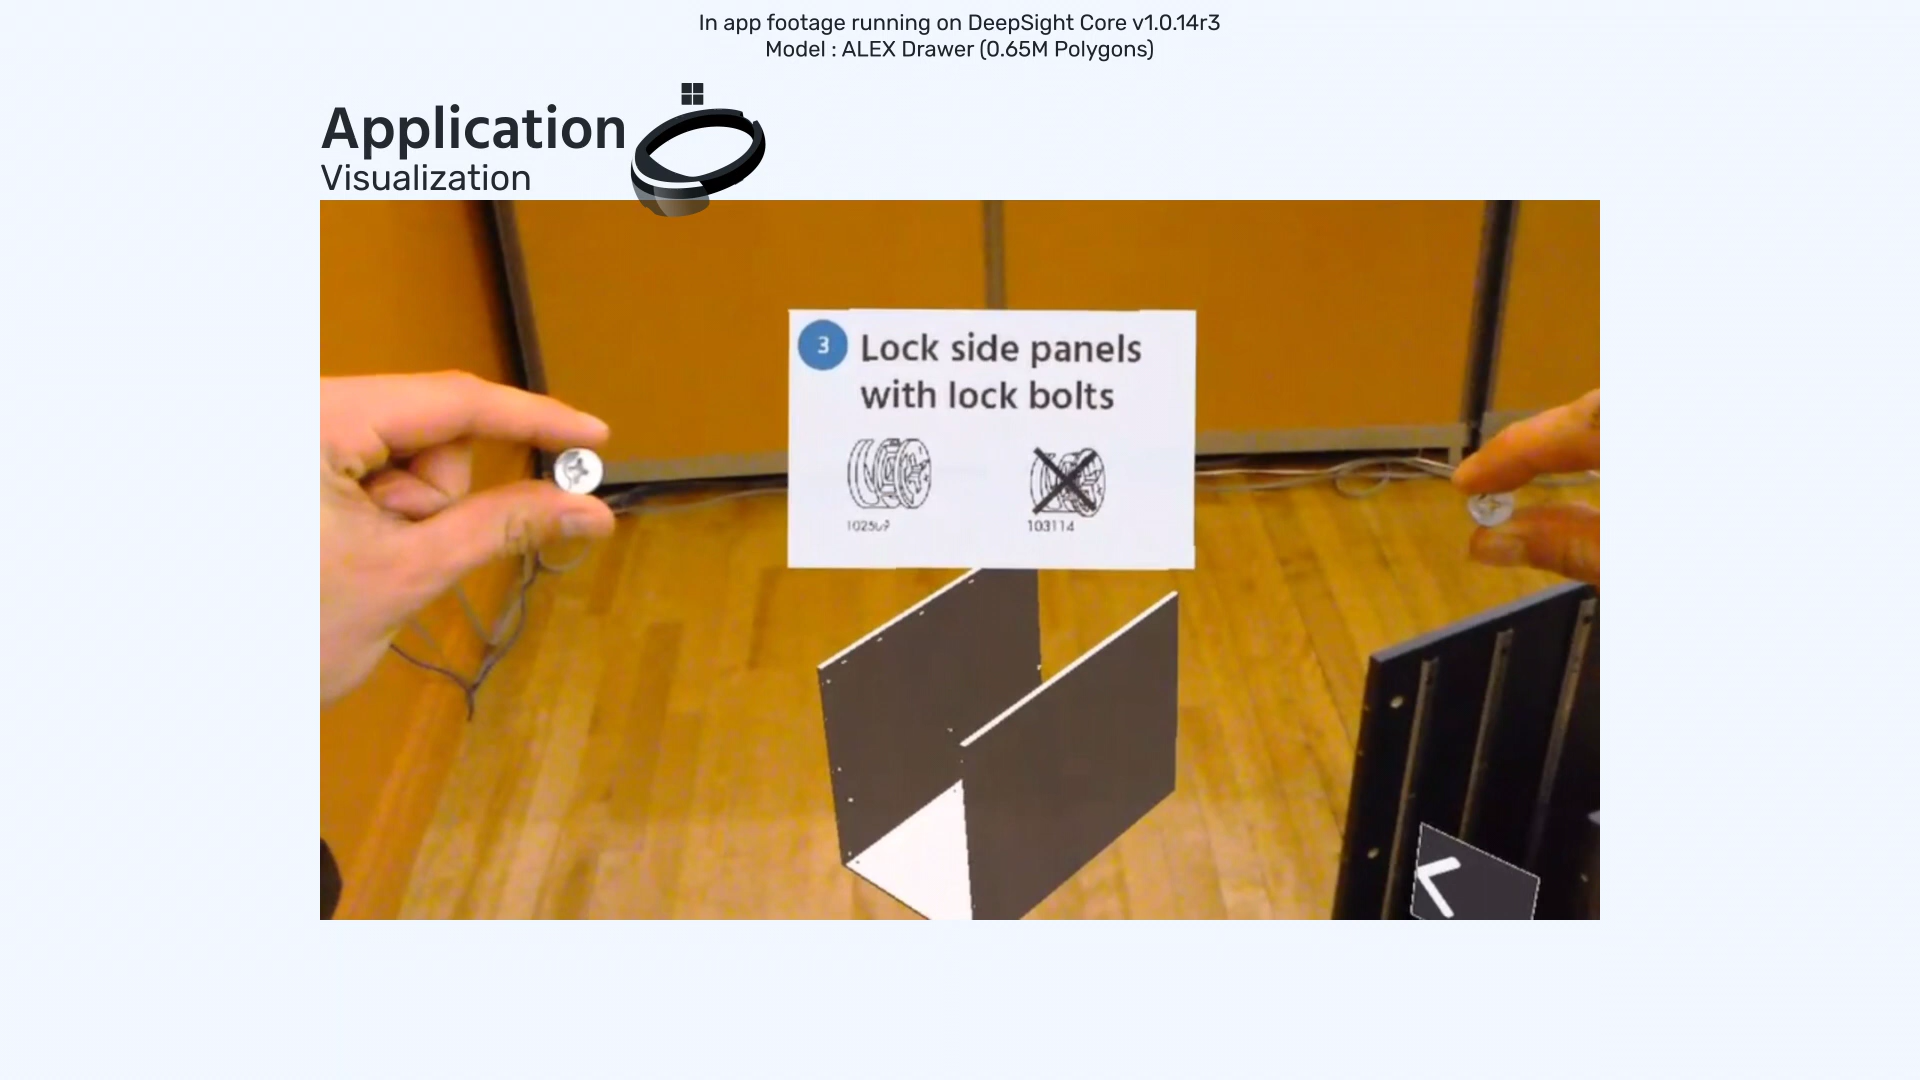 In app footage running on DeepSight Core v1.0.14r3
Model : ALEX Drawer (0.65M Polygons)
Application
Visualization
3 Lock side panels
with lock bolts
103114